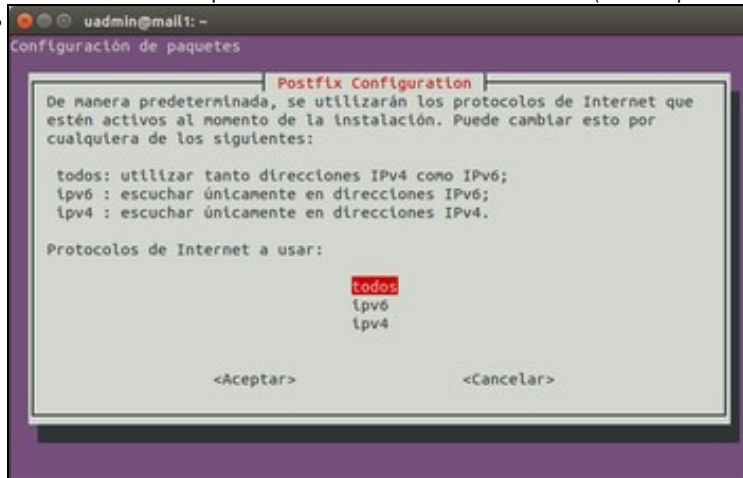 uadmin@mail1: ~
Configuración de paquetes
Postfix Configuration
De manera predeterminada, se utilizarán los protocolos de Internet que
estén activos al momento de la instalación. Puede cambiar esto por
cualquiera de los siguientes:
todos: utilizar tanto direcciones IPv4 como IPv6;
ipv6 : escuchar únicamente en direcciones IPv6;
ipv4 : escuchar únicamente en direcciones IPv4.
Protocolos de Internet a usar:
todos
ipv6
ipv4
<Aceptar> <Cancelar>